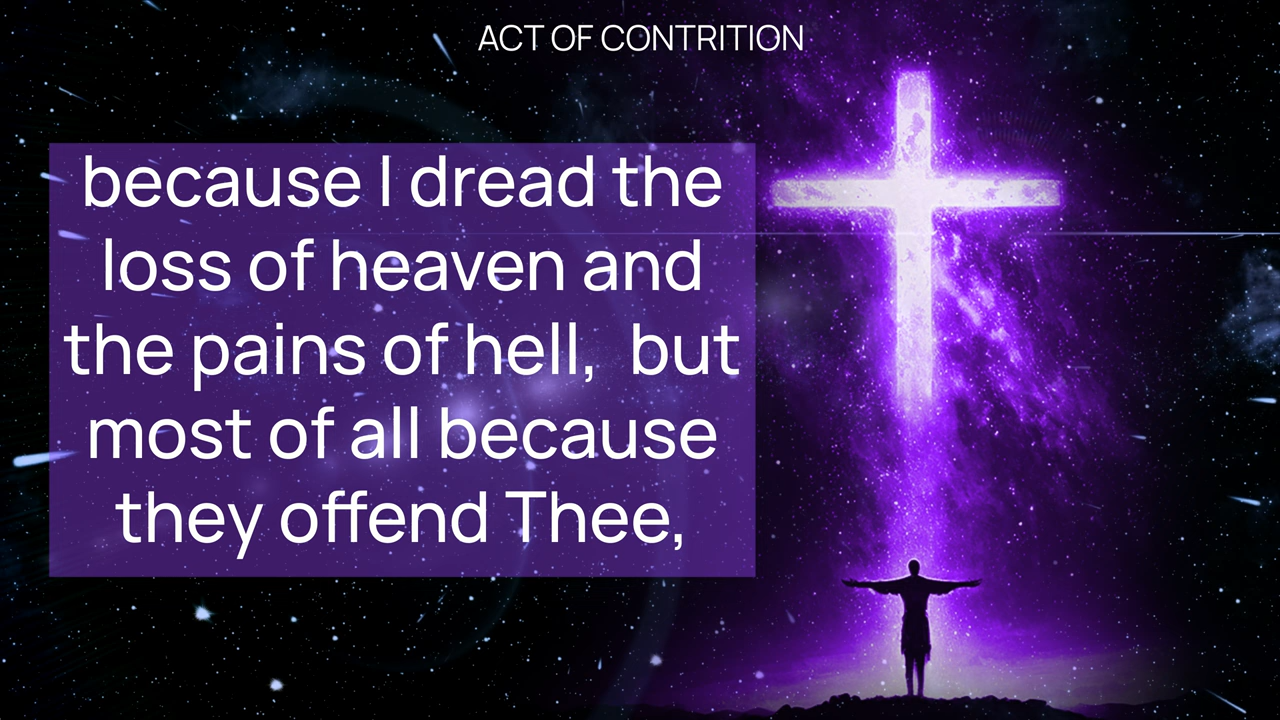 ACT OF CONTRITION
because I dread the
loss of heaven and
the pains of hell,  but
most of all because
they offend Thee,